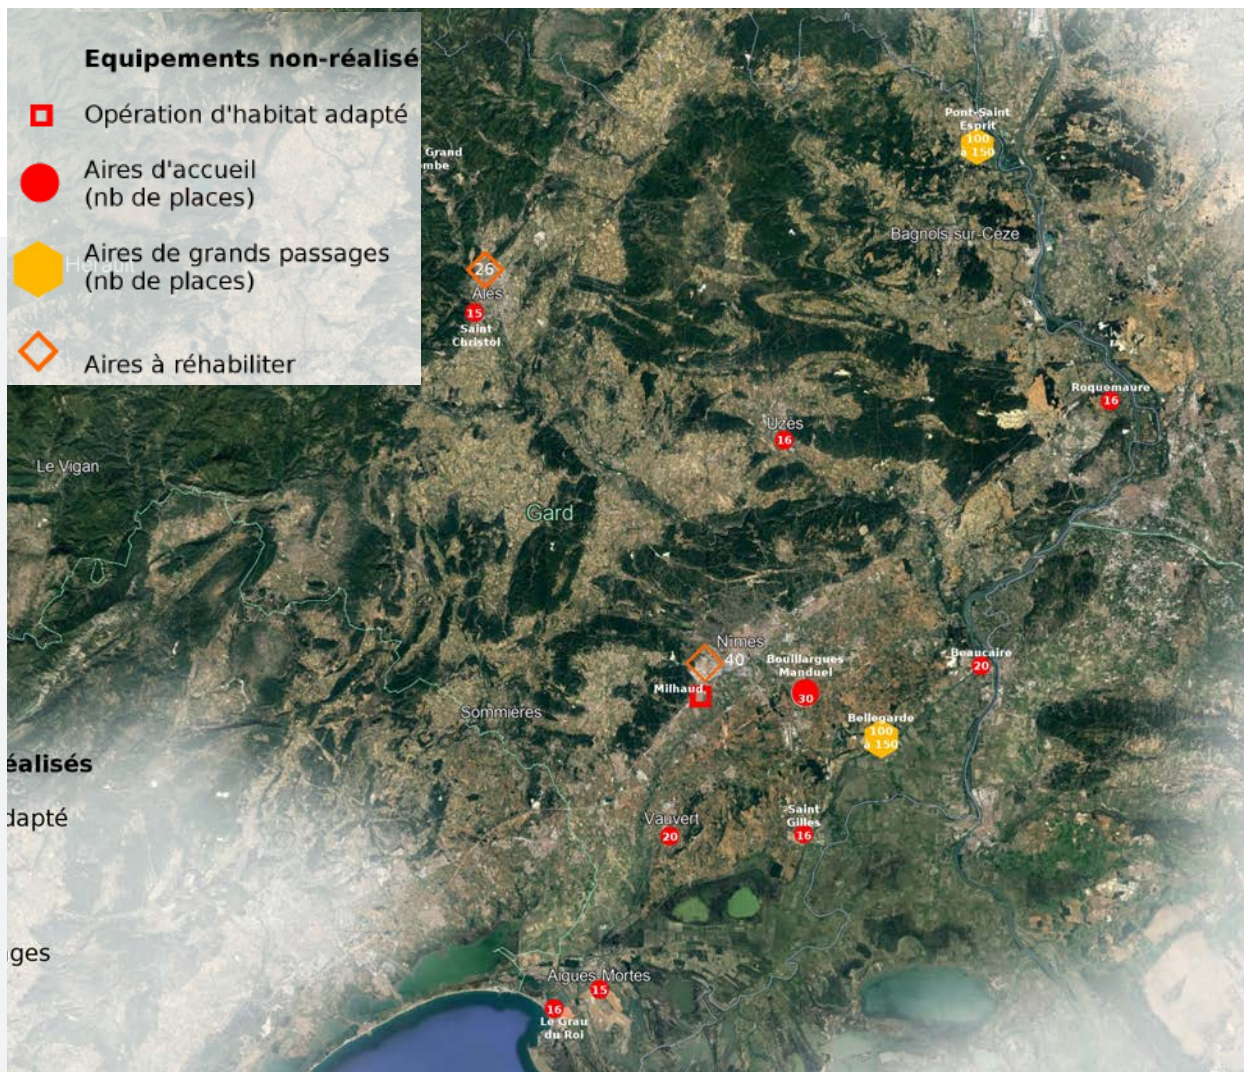 Equipements non-réalisé
Opération d'habitat adapté
Aires d'accueil
(nb de places)
Hérault
Aires de grands passages
(nb de places)
Aires à réhabiliter
Grand
ombe
Pont-Saint
Esprit
100
à 150
Bagnols-sur-Cèze
26
Alès
15
Saint
Christol
Roquemaure
16
Uzès
16
Le Vigan
Gard
Nîmes
40
Bouillargues
Manduel
30
Milhaud
Beaucaire
20
Sommières
Bellegarde
100
à 150
éalisés
dapté
Vauvert
20
Saint
Gilles
16
ges
Aigues-Mortes
15
16
Le Grau
du Roi